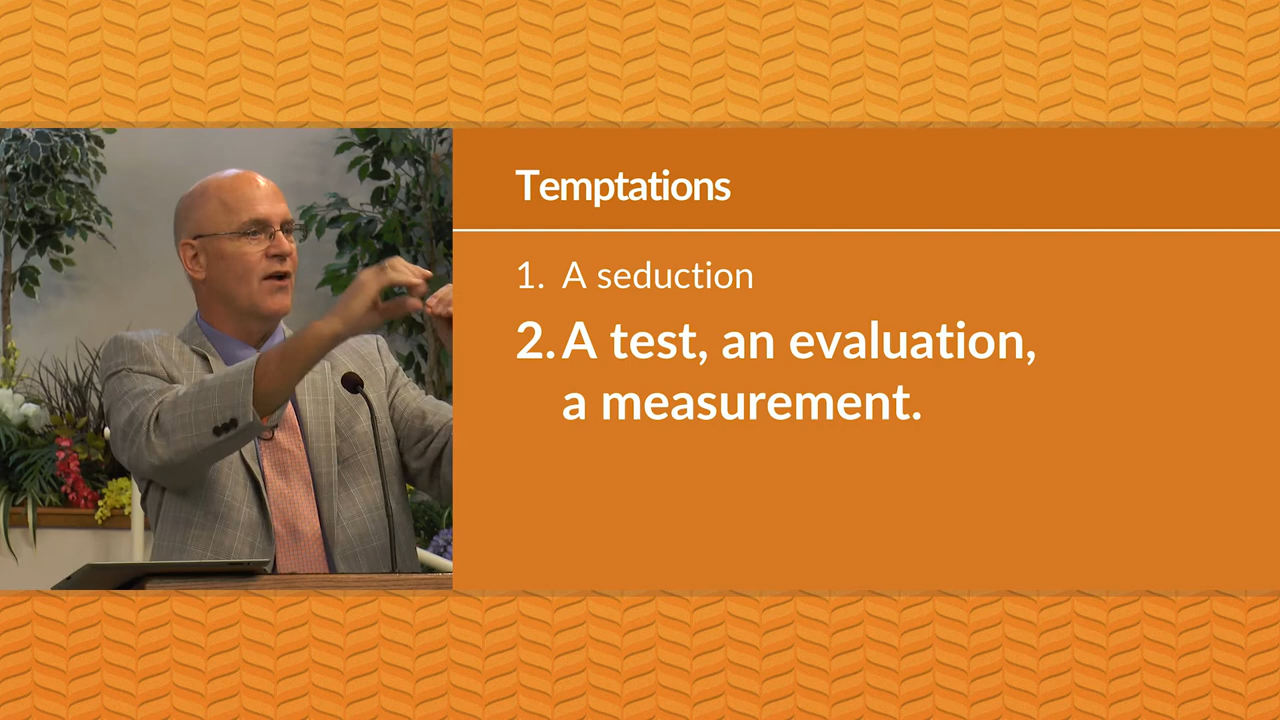 Temptations
1. A seduction
2. A test, an evaluation,
a measurement.